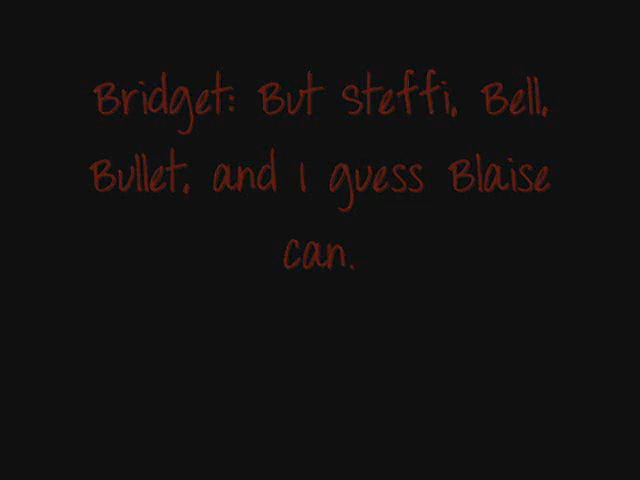 Bridget: But Steffi, Bell,
Bullet, and I guess Blaise
can.